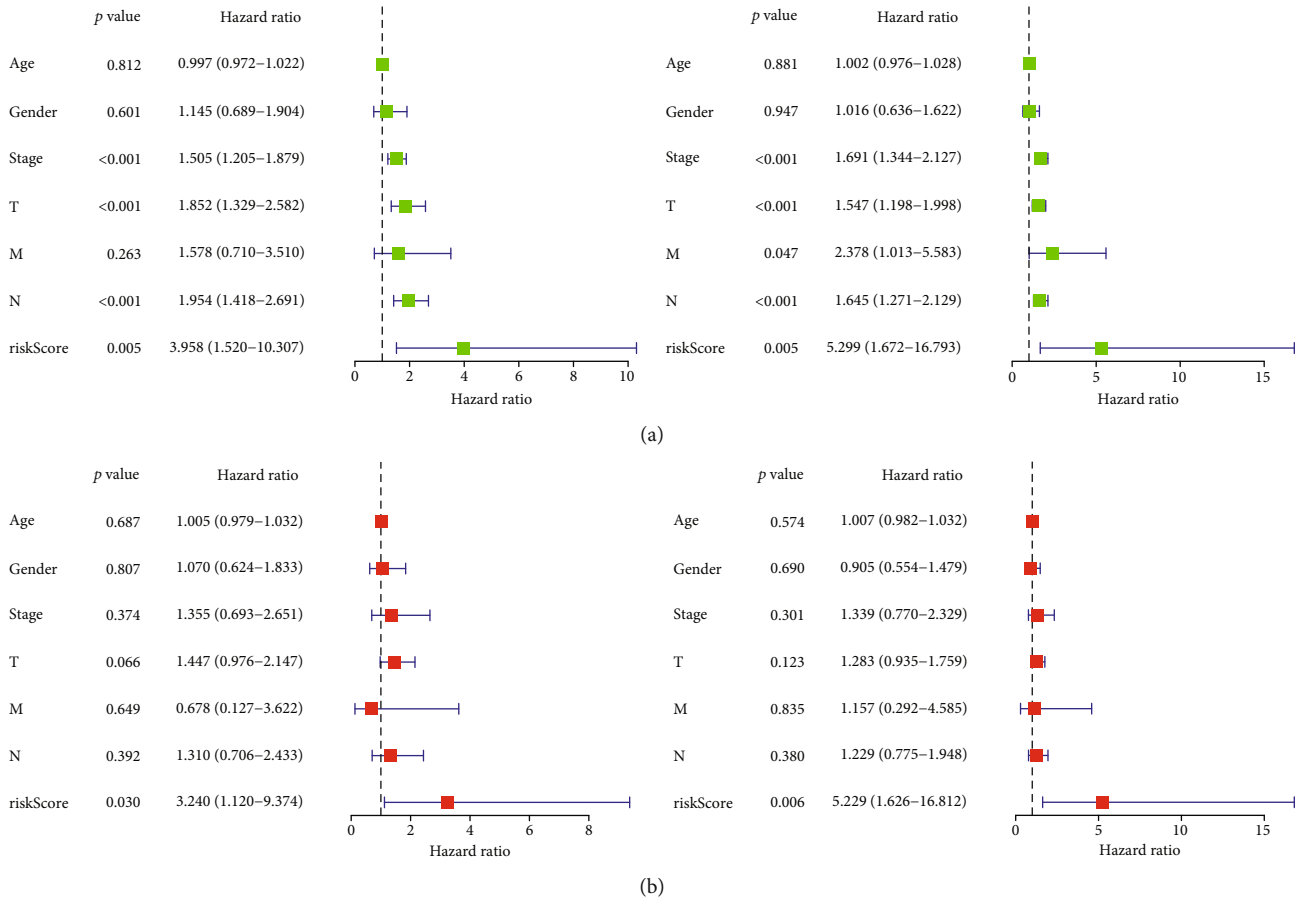 p value Hazard ratio
Age 0.812 0.997 (0.972–1.022)
Gender 0.601 1.145 (0.689–1.904)
Stage <0.001 1.505 (1.205–1.879)
T <0.001 1.852 (1.329–2.582)
M 0.263 1.578 (0.710–3.510)
N <0.001 1.954 (1.418–2.691)
riskScore 0.005 3.958 (1.520–10.307)
0 2 4 6 8 10
Hazard ratio
p value Hazard ratio
Age 0.881 1.002 (0.976–1.028)
Gender 0.947 1.016 (0.636–1.622)
Stage <0.001 1.691 (1.344–2.127)
T <0.001 1.547 (1.198–1.998)
M 0.047 2.378 (1.013–5.583)
N <0.001 1.645 (1.271–2.129)
riskScore 0.005 5.299 (1.672–16.793)
0 5 10 15
Hazard ratio
(a)
p value Hazard ratio
Age 0.687 1.005 (0.979–1.032)
Gender 0.807 1.070 (0.624–1.833)
Stage 0.374 1.355 (0.693–2.651)
T 0.066 1.447 (0.976–2.147)
M 0.649 0.678 (0.127–3.622)
N 0.392 1.310 (0.706–2.433)
riskScore 0.030 3.240 (1.120–9.374)
0 2 4 6 8
Hazard ratio
p value Hazard ratio
Age 0.574 1.007 (0.982–1.032)
Gender 0.690 0.905 (0.554–1.479)
Stage 0.301 1.339 (0.770–2.329)
T 0.123 1.283 (0.935–1.759)
M 0.835 1.157 (0.292–4.585)
N 0.380 1.229 (0.775–1.948)
riskScore 0.006 5.229 (1.626–16.812)
0 5 10 15
Hazard ratio
(b)